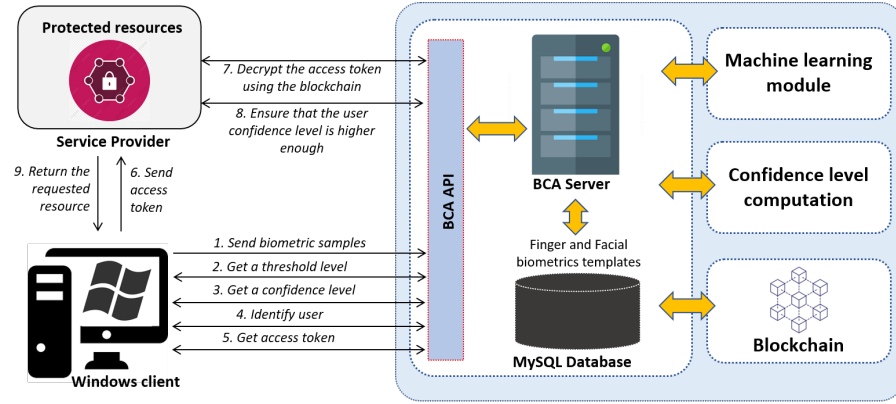 Protected resources
Service Provider
7. Decrypt the access token
using the blockchain
8. Ensure that the user
confidence level is higher
enough
9. Return the
requested
resource
6. Send
access
token
1. Send biometric samples
2. Get a threshold level
3. Get a confidence level
4. Identify user
5. Get access token
Windows client
BCA API
BCA Server
Finger and Facial
biometrics templates
MySQL Database
Machine learning
module
Confidence level
computation
Blockchain